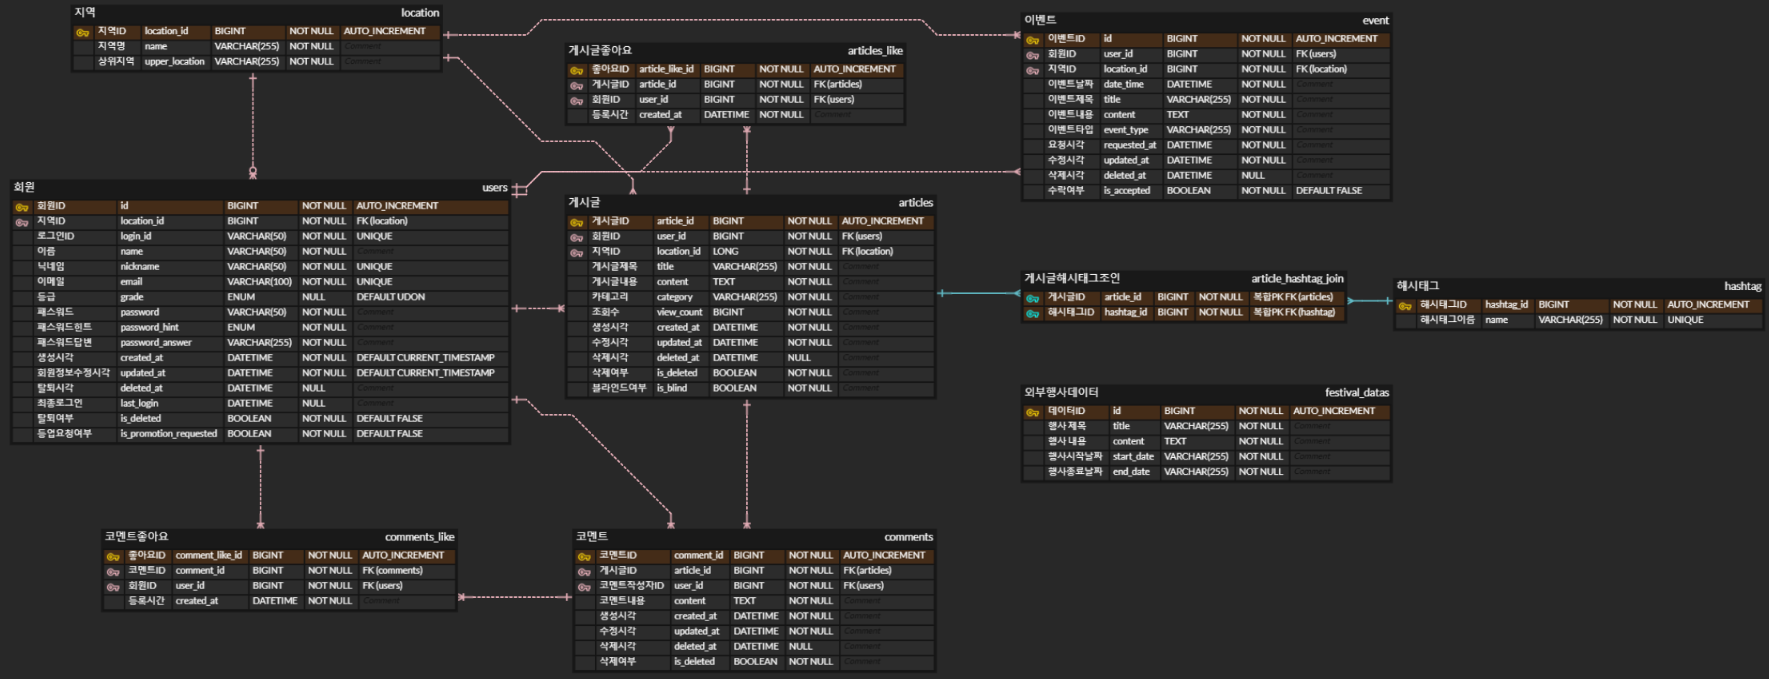 지역 location
지역ID location_id BIGINT NOT NULL AUTO_INCREMENT
지역명 name VARCHAR(255) NOT NULL Comment
상위지역 upper_location VARCHAR(255) NOT NULL Comment
게시글좋아요 articles_like
좋아요ID article_like_id BIGINT NOT NULL AUTO_INCREMENT
게시글ID article_id BIGINT NOT NULL FK (articles)
회원ID user_id BIGINT NOT NULL FK (users)
등록시간 created_at DATETIME NOT NULL Comment
이벤트 event
이벤트ID id BIGINT NOT NULL AUTO_INCREMENT
회원ID user_id BIGINT NOT NULL FK (users)
지역ID location_id BIGINT NOT NULL FK (location)
이벤트날짜 date_time DATETIME NOT NULL Comment
이벤트제목 title VARCHAR(255) NOT NULL Comment
이벤트내용 content TEXT NOT NULL Comment
이벤트타입 event_type VARCHAR(255) NOT NULL Comment
요청시각 requested_at DATETIME NOT NULL Comment
수정시각 updated_at DATETIME NOT NULL Comment
삭제시각 deleted_at DATETIME NULL Comment
수락여부 is_accepted BOOLEAN NOT NULL DEFAULT FALSE
회원 users
회원ID id BIGINT NOT NULL AUTO_INCREMENT
지역ID location_id BIGINT NOT NULL FK (location)
로그인ID login_id VARCHAR(50) NOT NULL UNIQUE
이름 name VARCHAR(50) NOT NULL Comment
닉네임 nickname VARCHAR(50) NOT NULL UNIQUE
이메일 email VARCHAR(100) NOT NULL UNIQUE
등급 grade ENUM NULL DEFAULT UDON
패스워드 password VARCHAR(50) NOT NULL Comment
패스워드힌트 password_hint ENUM NOT NULL Comment
패스워드답변 password_answer VARCHAR(255) NOT NULL Comment
생성시각 created_at DATETIME NOT NULL DEFAULT CURRENT_TIMESTAMP
회원정보수정시각 updated_at DATETIME NOT NULL DEFAULT CURRENT_TIMESTAMP
탈퇴시각 deleted_at DATETIME NULL Comment
최종로그인 last_login DATETIME NULL Comment
탈퇴여부 is_deleted BOOLEAN NOT NULL DEFAULT FALSE
등업요청여부 is_promotion_requested BOOLEAN NOT NULL DEFAULT FALSE
게시글 articles
게시글ID article_id BIGINT NOT NULL AUTO_INCREMENT
회원ID user_id BIGINT NOT NULL FK (users)
지역ID location_id LONG NOT NULL FK (location)
게시글제목 title VARCHAR(255) NOT NULL Comment
게시글내용 content TEXT NOT NULL Comment
카테고리 category VARCHAR(255) NOT NULL Comment
조회수 view_count BIGINT NOT NULL Comment
생성시각 created_at DATETIME NOT NULL Comment
수정시각 updated_at DATETIME NOT NULL Comment
삭제시각 deleted_at DATETIME NULL Comment
삭제여부 is_deleted BOOLEAN NOT NULL Comment
블라인드여부 is_blind BOOLEAN NOT NULL Comment
게시글해시태그조인 article_hashtag_join
게시글ID article_id BIGINT NOT NULL 복합PK FK (articles)
해시태그ID hashtag_id BIGINT NOT NULL 복합PK FK (hashtag)
해시태그 hashtag
해시태그ID hashtag_id BIGINT NOT NULL AUTO_INCREMENT
해시태그이름 name VARCHAR(255) NOT NULL UNIQUE
외부행사데이터 festival_datas
데이터ID id BIGINT NOT NULL AUTO_INCREMENT
행사 제목 title VARCHAR(255) NOT NULL Comment
행사 내용 content TEXT NOT NULL Comment
행사시작날짜 start_date VARCHAR(255) NOT NULL Comment
행사종료날짜 end_date VARCHAR(255) NOT NULL Comment
코멘트좋아요 comments_like
좋아요ID comment_like_id BIGINT NOT NULL AUTO_INCREMENT
코멘트ID comment_id BIGINT NOT NULL FK (comments)
회원ID user_id BIGINT NOT NULL FK (users)
등록시간 created_at DATETIME NOT NULL Comment
코멘트 comments
코멘트ID comment_id BIGINT NOT NULL AUTO_INCREMENT
게시글ID article_id BIGINT NOT NULL FK (articles)
코멘트작성자ID user_id BIGINT NOT NULL FK (users)
코멘트내용 content TEXT NOT NULL Comment
생성시각 created_at DATETIME NOT NULL Comment
수정시각 updated_at DATETIME NOT NULL Comment
삭제시각 deleted_at DATETIME NULL Comment
삭제여부 is_deleted BOOLEAN NOT NULL Comment